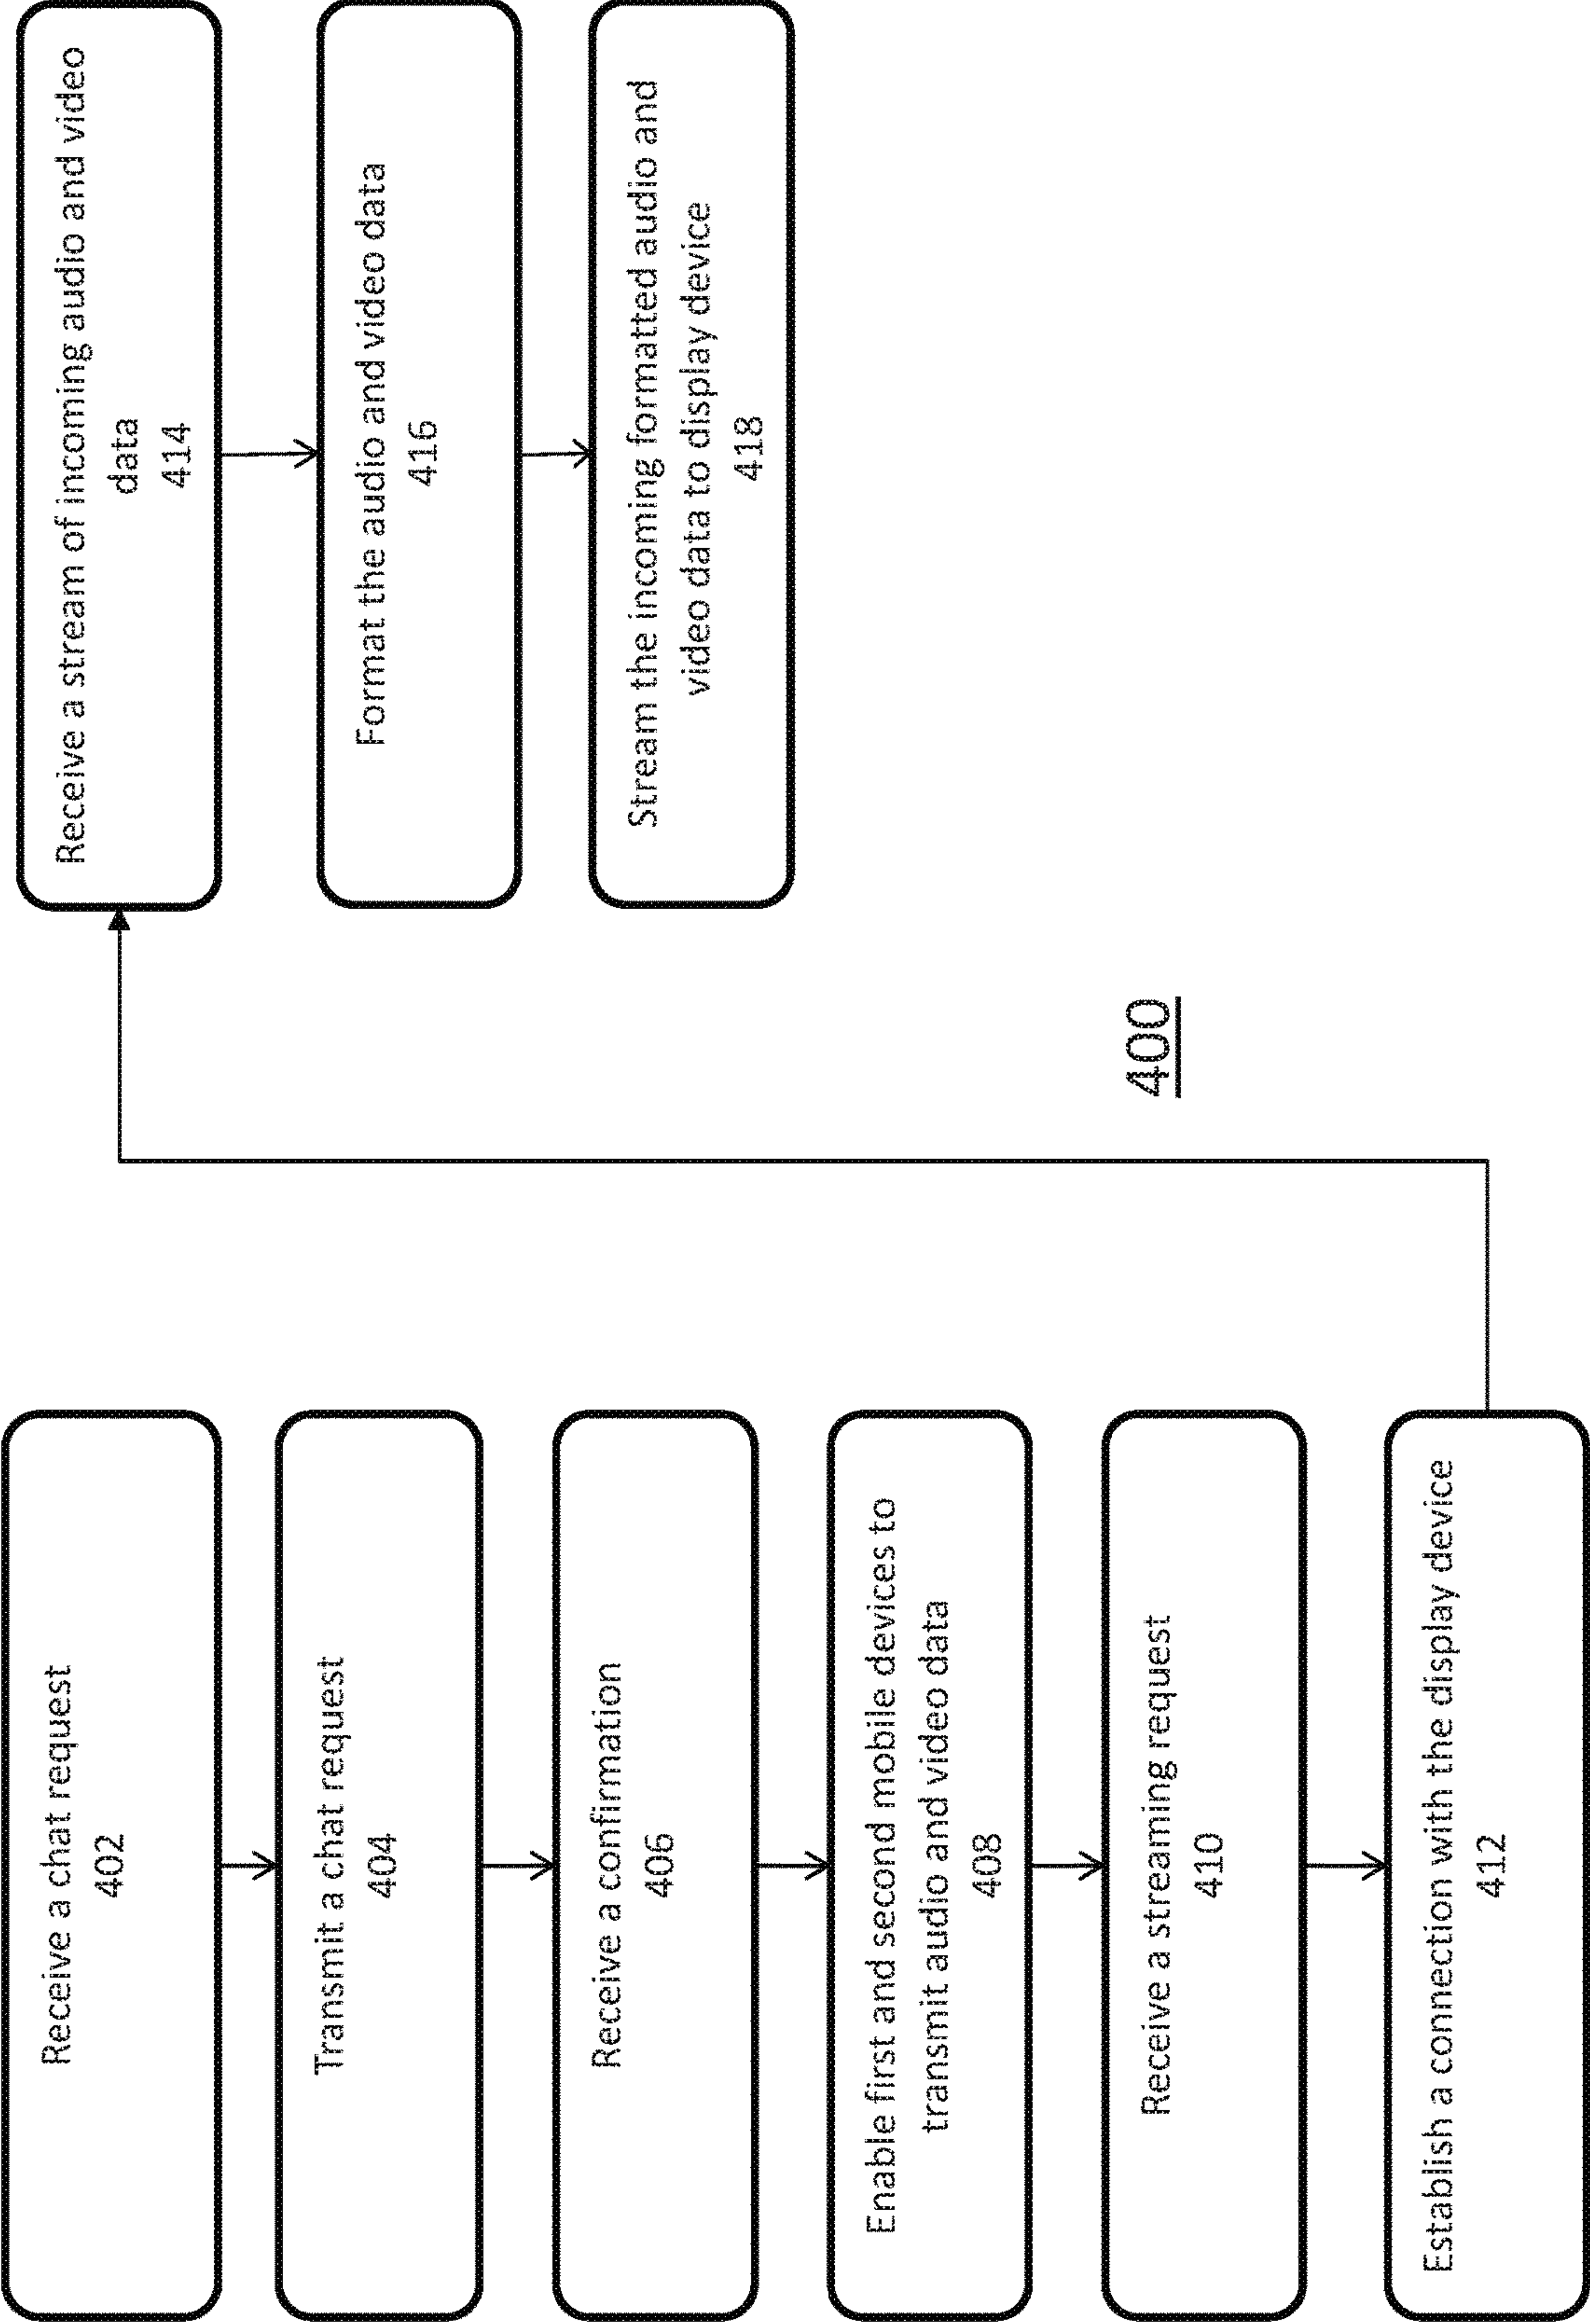 Receive a chat request
402
Transmit a chat request
404
Receive a confirmation
406
Enable first and second mobile devices to
transmit audio and video data
408
Receive a streaming request
410
Establish a connection with the display device
412
Receive a stream of incoming audio and video
data
414
Format the audio and video data
416
Stream the incoming formatted audio and
video data to display device
418
400